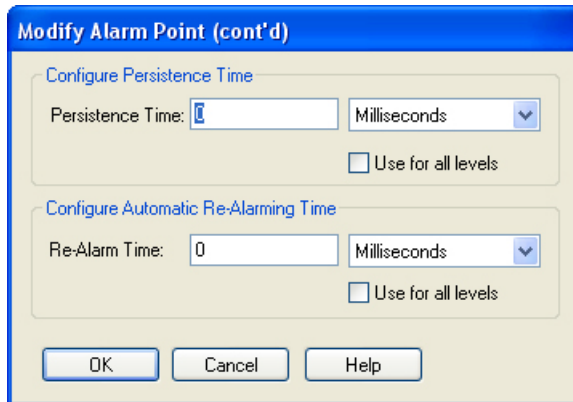 Modify Alarm Point (cont'd)
Configure Persistence Time
Persistence Time: 0 Milliseconds
Use for all levels
Configure Automatic Re-Alarming Time
Re-Alarm Time: 0 Milliseconds
Use for all levels
OK Cancel Help